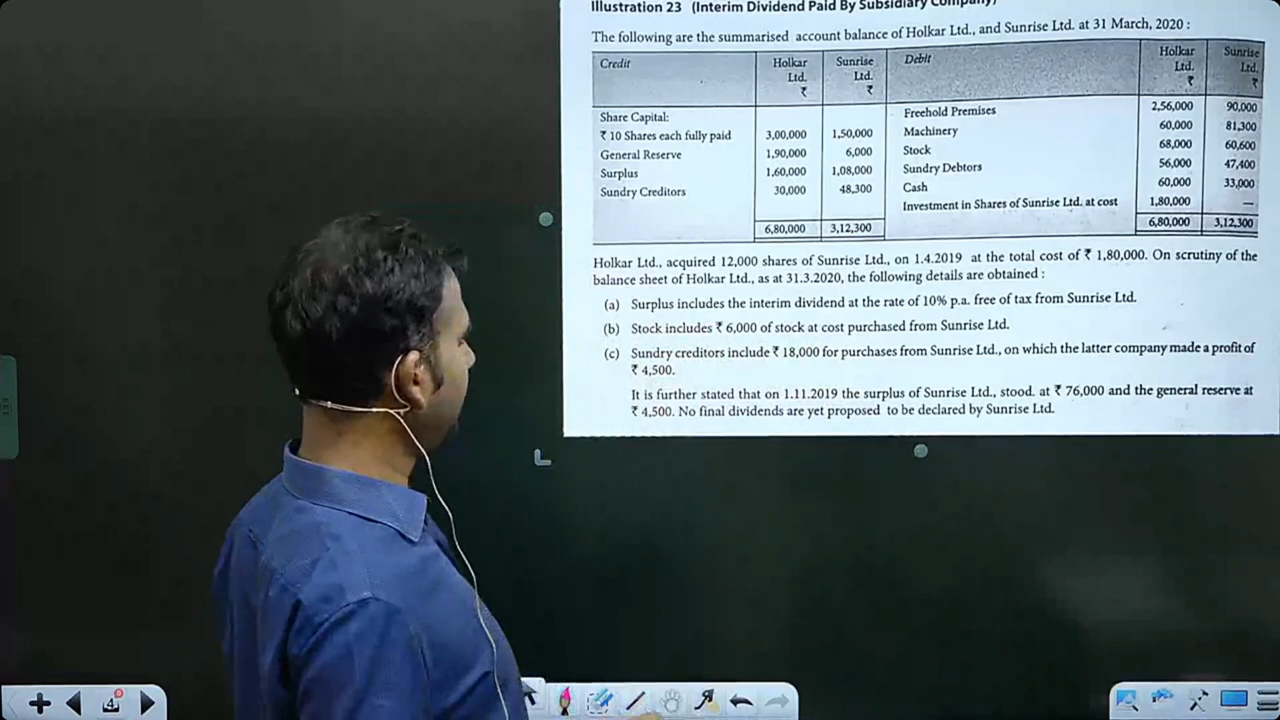 Illustration 23 (Interim Dividend Paid By Subsidiary Company)
The following are the summarised account balance of Holkar Ltd., and Sunrise Ltd. at 31 March, 2020 :
Credit Holkar Ltd. ₹ Sunrise Ltd. ₹ Debit Holkar Ltd. ₹ Sunrise Ltd. ₹
Share Capital: Freehold Premises 2,56,000 90,000
₹ 10 Shares each fully paid 3,00,000 1,50,000 Machinery 60,000 81,300
General Reserve 1,90,000 6,000 Stock 68,000 60,600
Surplus 1,60,000 1,08,000 Sundry Debtors 56,000 47,400
Sundry Creditors 30,000 48,300 Cash 60,000 33,000
Investment in Shares of Sunrise Ltd. at cost 1,80,000 —
6,80,000 3,12,300 6,80,000 3,12,300
Holkar Ltd., acquired 12,000 shares of Sunrise Ltd., on 1.4.2019 at the total cost of ₹ 1,80,000. On scrutiny of the
balance sheet of Holkar Ltd., as at 31.3.2020, the following details are obtained :
(a) Surplus includes the interim dividend at the rate of 10% p.a. free of tax from Sunrise Ltd.
(b) Stock includes ₹ 6,000 of stock at cost purchased from Sunrise Ltd.
(c) Sundry creditors include ₹ 18,000 for purchases from Sunrise Ltd., on which the latter company made a profit of
₹ 4,500.
It is further stated that on 1.11.2019 the surplus of Sunrise Ltd., stood. at ₹ 76,000 and the general reserve at
₹ 4,500. No final dividends are yet proposed to be declared by Sunrise Ltd.
4